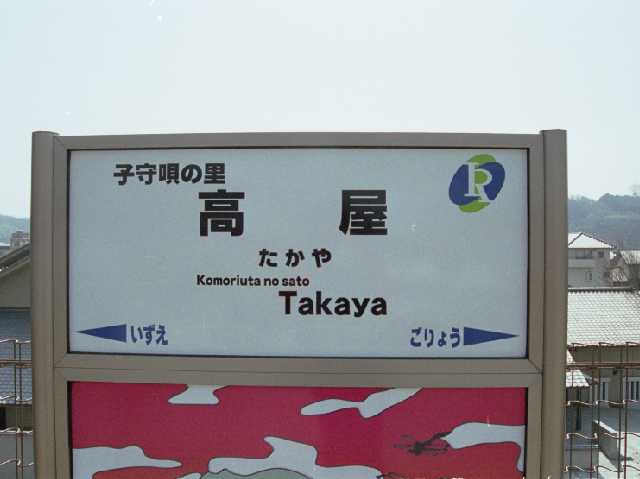 子守唄の里
高屋
たかや
Komoriuta no sato
Takaya
いずえ
ごりょう
R